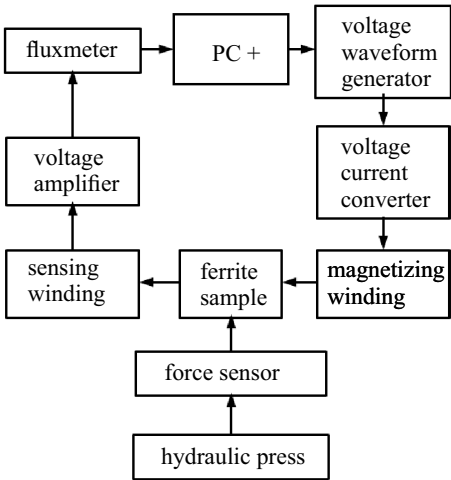 fluxmeter
PC +
voltage
waveform
generator
voltage
amplifier
voltage
current
converter
sensing
winding
ferrite
sample
magnetizing
winding
force sensor
hydraulic press